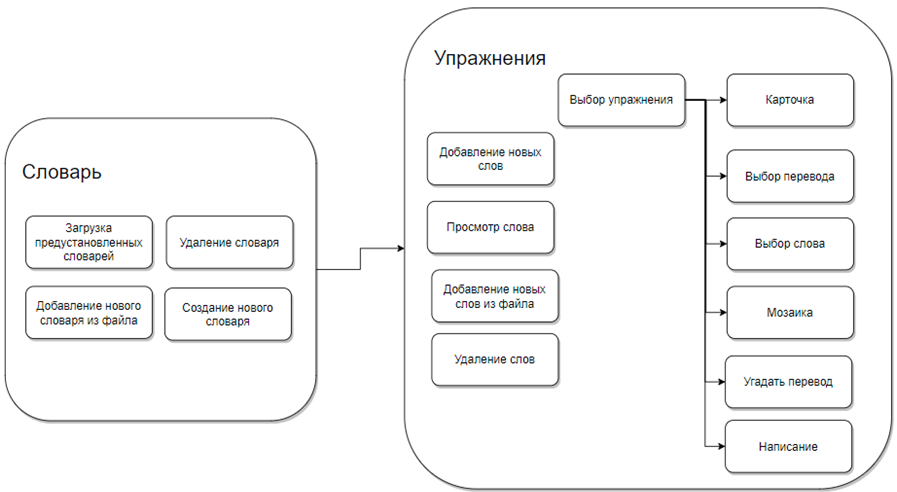 Словарь
Загрузка
предустановленных
словарей
Удаление словаря
Добавление нового
словаря из файла
Создание нового
словаря
Упражнения
Выбор упражнения
Добавление новых
слов
Просмотр слова
Добавление новых
слов из файла
Удаление слов
Карточка
Выбор перевода
Выбор слова
Мозаика
Угадать перевод
Написание